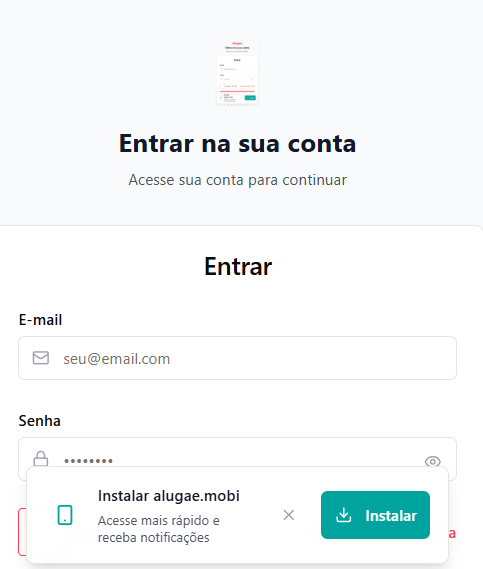 Entrar na sua conta
Acesse sua conta para continuar
Entrar
E-mail
seu@email.com
Senha
••••••••
Instalar alugae.mobi
Acesse mais rápido e
receba notificações
Instalar
a